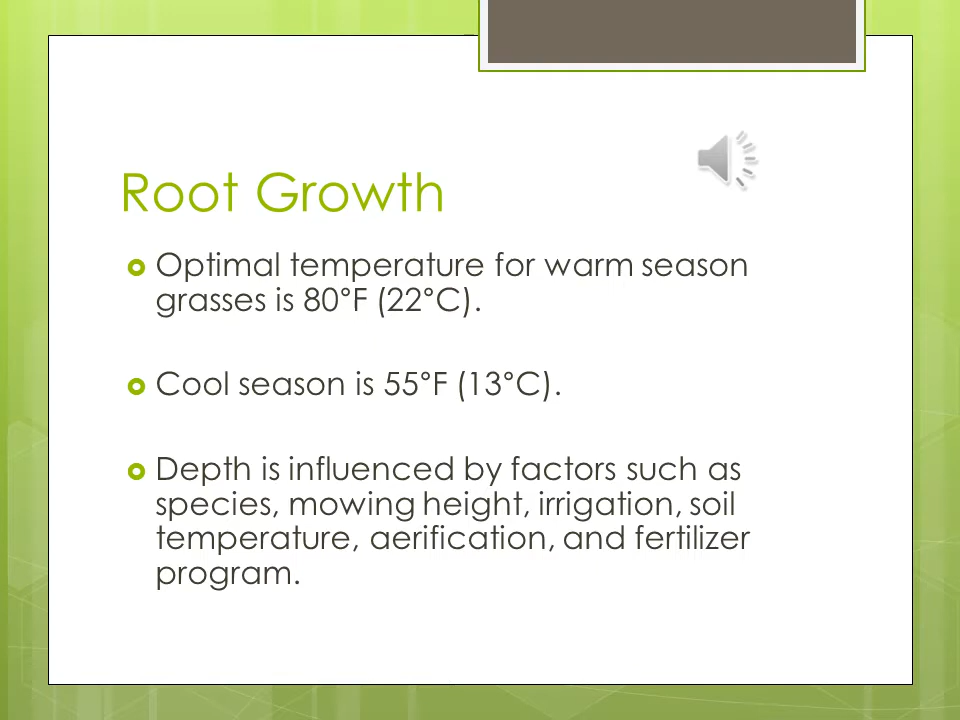 Root Growth
Optimal temperature for warm season
grasses is 80°F (22°C).
Cool season is 55°F (13°C).
Depth is influenced by factors such as
species, mowing height, irrigation, soil
temperature, aerification, and fertilizer
program.